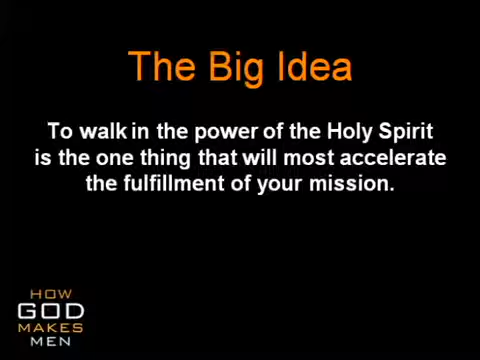 The Big Idea
To walk in the power of the Holy Spirit
is the one thing that will most accelerate
the fulfillment of your mission.
HOW
GOD
MAKES
MEN